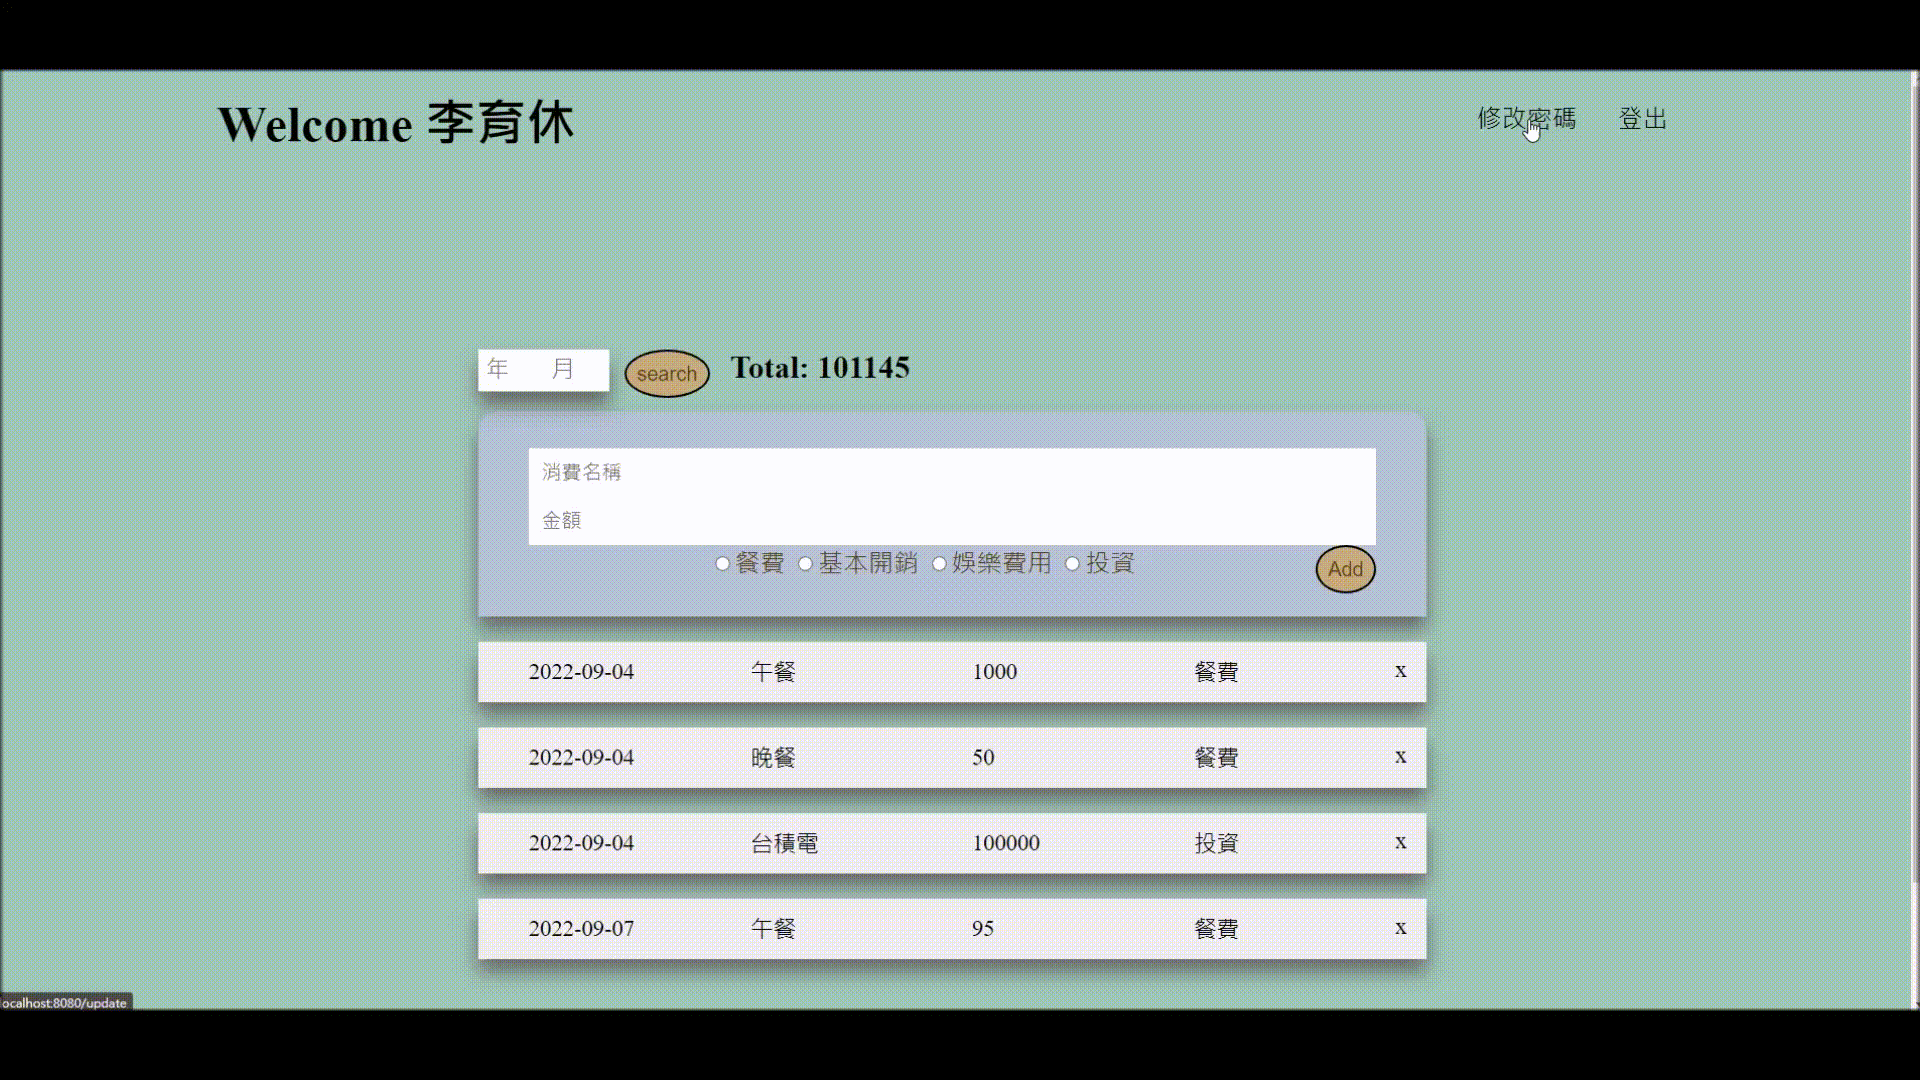 Welcome 李育休
修改密碼 登出
年 月 search Total: 101145
消費名稱
金額
餐費 基本開銷 娛樂費用 投資 Add
2022-09-04 午餐 1000 餐費 x
2022-09-04 晚餐 50 餐費 x
2022-09-04 台積電 100000 投資 x
2022-09-07 午餐 95 餐費 x
ocalhost:8080/update